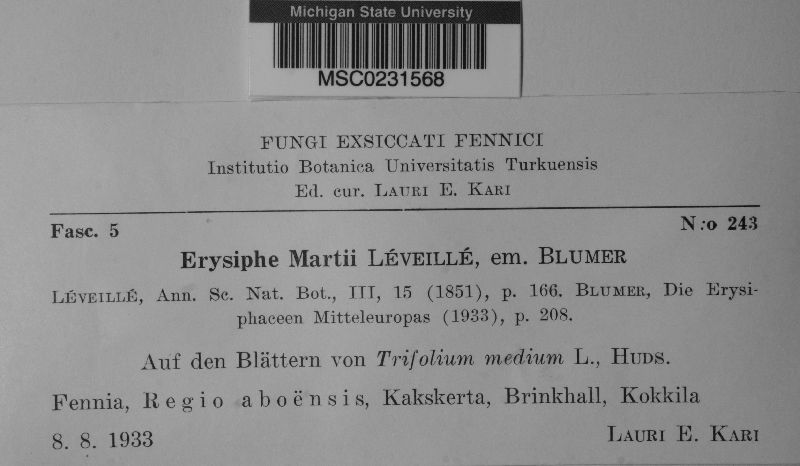 Michigan State University
MSC0231568
FUNGI EXSICCATI FENNICI
Institutio Botanica Universitatis Turkuensis
Ed. cur. LAURI E. KARI
Fasc. 5 N:o 243
Erysiphe Martii LÉVEILLÉ, em. BLUMER
LÉVEILLÉ, Ann. Sc. Nat. Bot., III, 15 (1851), p. 166. BLUMER, Die Erysi-
phaceen Mitteleuropas (1933), p. 208.
Auf den Blättern von Trifolium medium L., HUDS.
Fennia, Regio aboënsis, Kakskerta, Brinkhall, Kokkila
8. 8. 1933 LAURI E. KARI